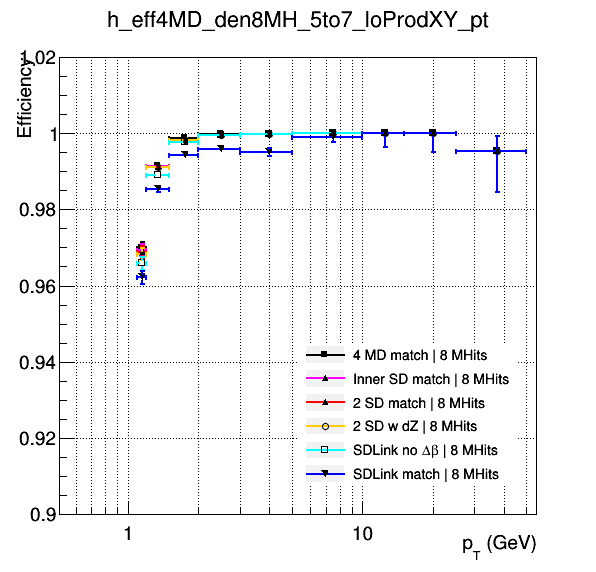 h_eff4MD_den8MH_5to7_loProdXY_pt
Efficiency
1.02
1
0.98
0.96
0.94
0.92
0.9
4 MD match | 8 MHits
Inner SD match | 8 MHits
2 SD match | 8 MHits
2 SD w dZ | 8 MHits
SDLink no Δβ | 8 MHits
SDLink match | 8 MHits
1
10
p_T (GeV)